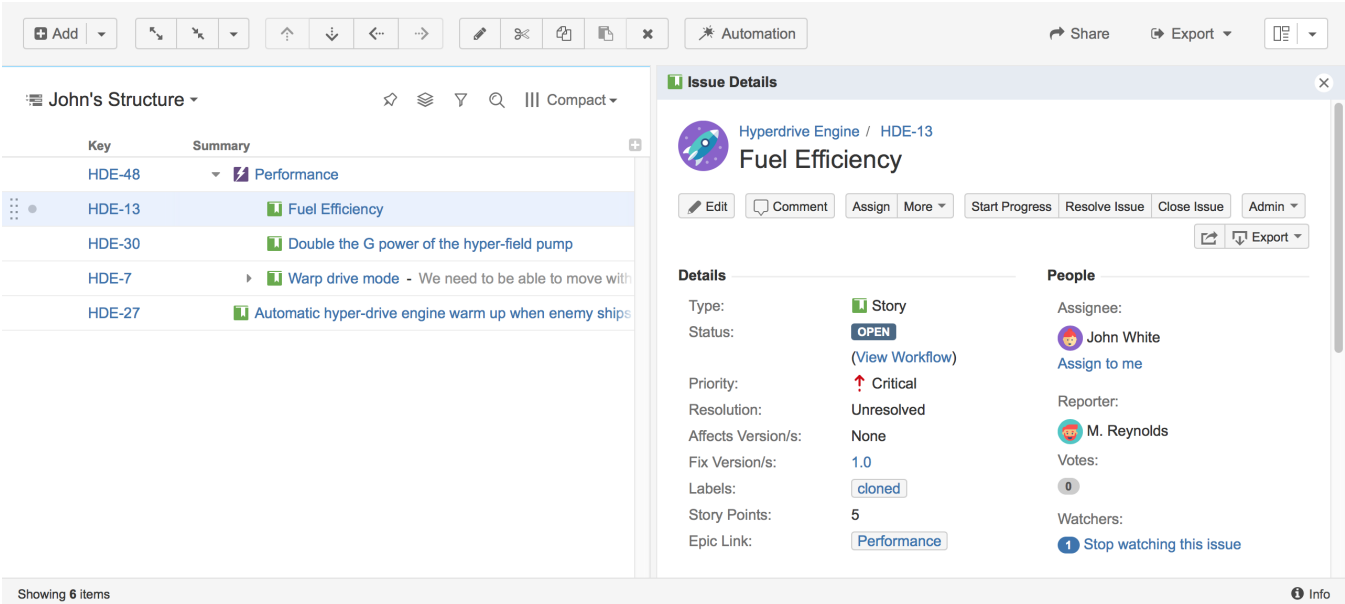 Add
Automation
Share
Export
John's Structure
Compact
Key Summary
HDE-48 Performance
HDE-13 Fuel Efficiency
HDE-30 Double the G power of the hyper-field pump
HDE-7 Warp drive mode - We need to be able to move with
HDE-27 Automatic hyper-drive engine warm up when enemy ships
Issue Details
Hyperdrive Engine / HDE-13
Fuel Efficiency
Edit Comment Assign More Start Progress Resolve Issue Close Issue Admin
Export
Details
Type: Story
Status: OPEN
(View Workflow)
Priority: Critical
Resolution: Unresolved
Affects Version/s: None
Fix Version/s: 1.0
Labels: cloned
Story Points: 5
Epic Link: Performance
People
Assignee:
John White
Assign to me
Reporter:
M. Reynolds
Votes:
0
Watchers:
1 Stop watching this issue
Showing 6 items
Info